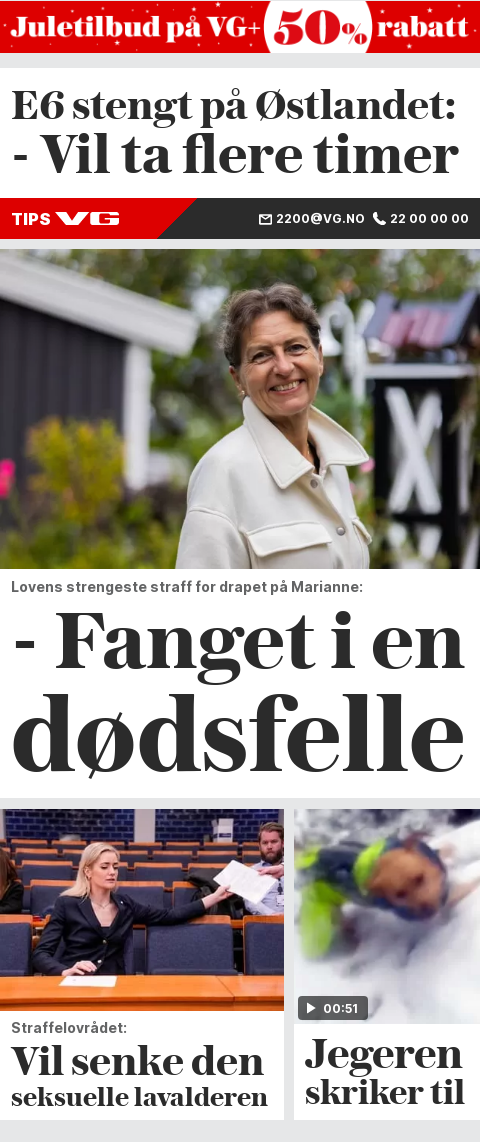 Juletilbud på VG+ 50% rabatt
E6 stengt på Østlandet:
- Vil ta flere timer
TIPS VG 2200@VG.NO 22 00 00 00
Lovens strengeste straff for drapet på Marianne:
- Fanget i en
dødsfelle
Straffelovrådet:
Vil senke den
seksuelle lavalderen
00:51
Jegeren
skriker til